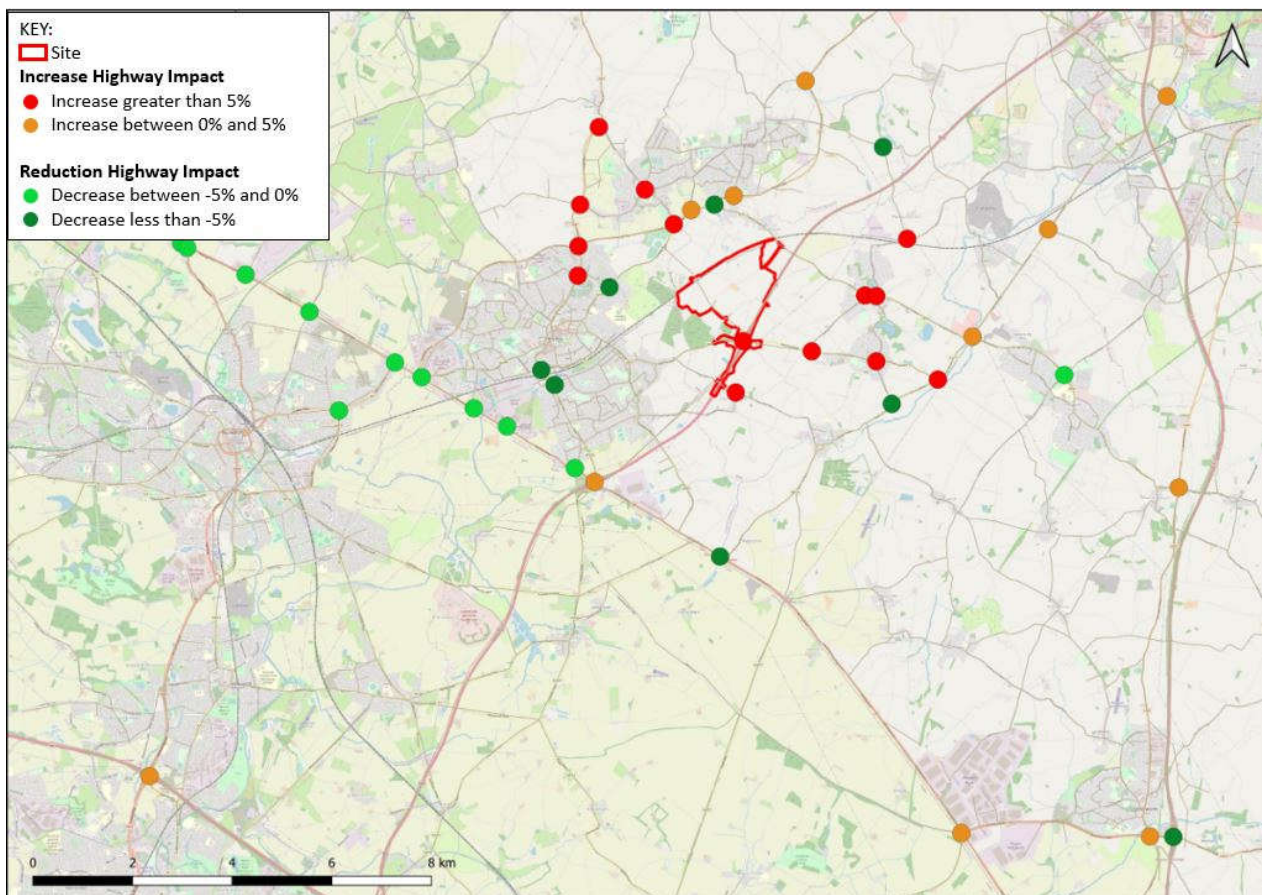 KEY:
Site
Increase Highway Impact
Increase greater than 5%
Increase between 0% and 5%
Reduction Highway Impact
Decrease between -5% and 0%
Decrease less than -5%
0 2 4 6 8 km